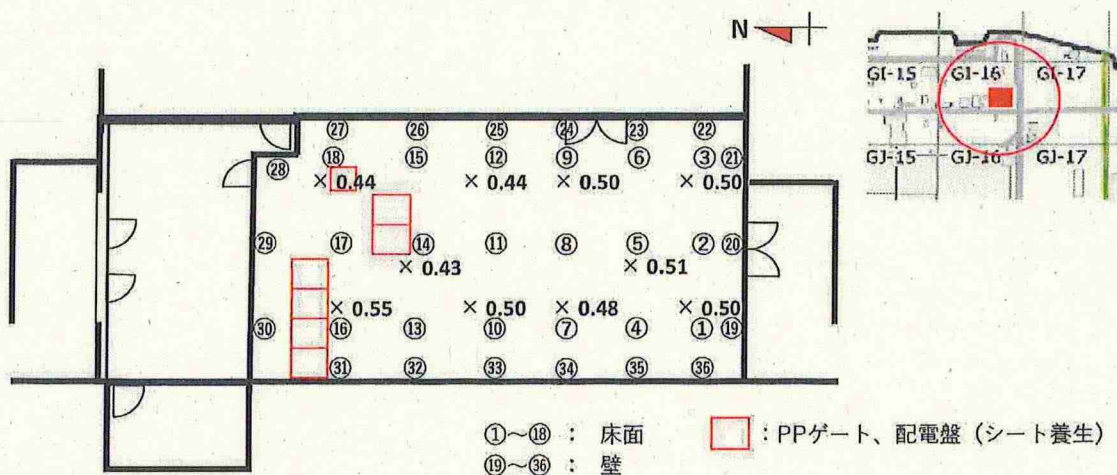 N
GI-15 GI-16 GI-17
GJ-15 GJ-16 GJ-17
㉗ ㉖ ㉕ ㉔ ㉓ ㉒
㉘ ⑱ ⑮ ⑫ ⑨ ⑥ ③ ㉑
× 0.44 × 0.44 × 0.50 × 0.50
㉙ ⑰ ⑭ ⑪ ⑧ ⑤ ② ⑳
× 0.43 × 0.51
× 0.55 × 0.50 × 0.48 × 0.50
㉚ ⑯ ⑬ ⑩ ⑦ ④ ① ⑲
㉛ ㉜ ㉝ ㉞ ㉟ ㊱
①～⑱ : 床面
⑲～㊱ : 壁
: PPゲート、配電盤（シート養生）